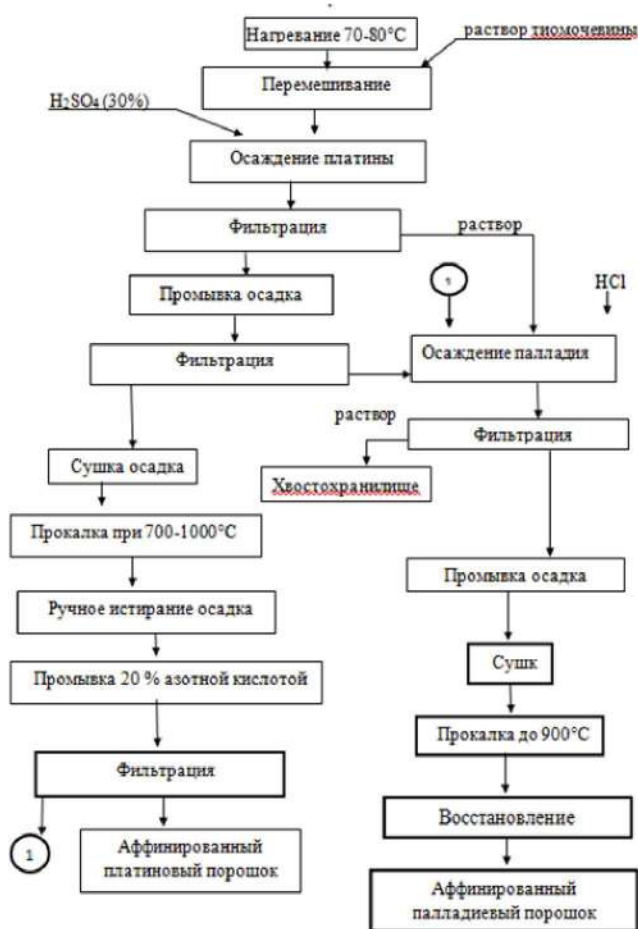 Нагревание 70-80°С
раствор тиомочевины
Перемешивание
H₂SO₄ (30%)
Осаждение платины
Фильтрация
раствор
Промывка осадка
HCl
Фильтрация
Осаждение палладия
раствор
Фильтрация
Сушка осадка
Хвостохранилище
Прокалка при 700-1000°С
Промывка осадка
Ручное истирание осадка
Сушк
Промывка 20 % азотной кислотой
Прокалка до 900°С
Фильтрация
Восстановление
1
Аффинированный
платиновый порошок
Аффинированный
палладиевый порошок